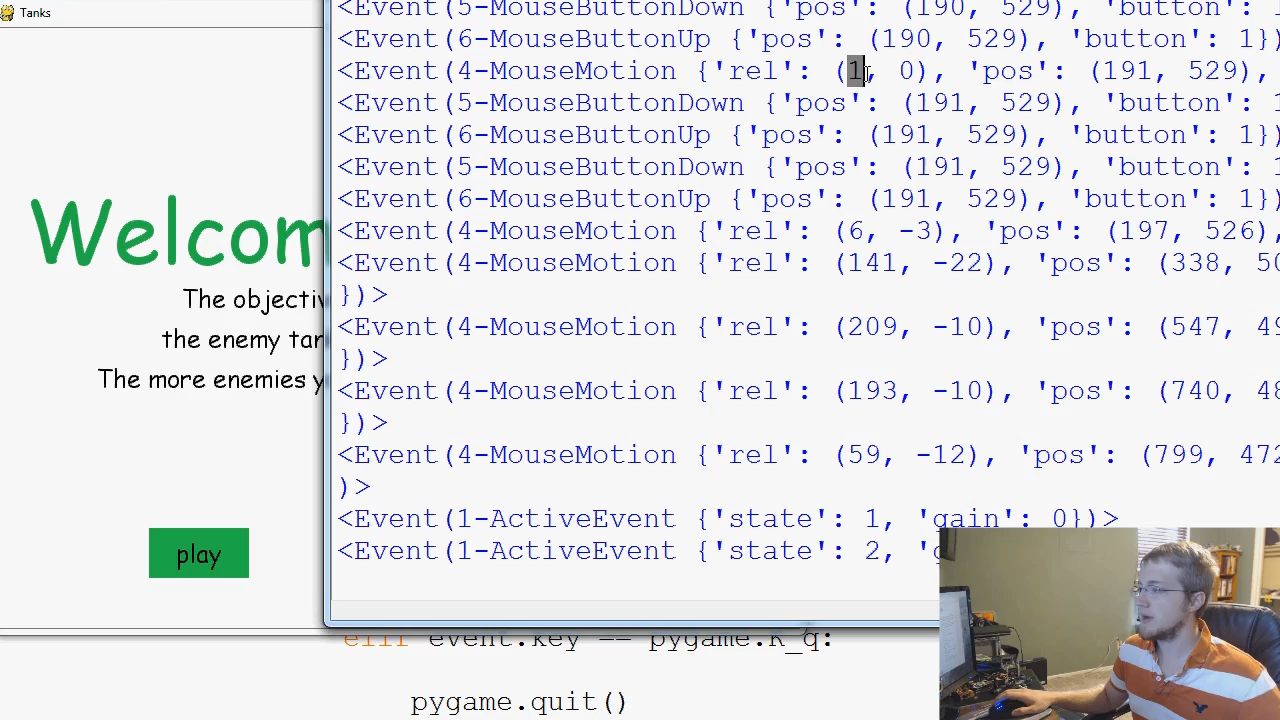 Tanks
<Event(5-MouseButtonDown {'pos': (190, 529), 'button': 1
<Event(6-MouseButtonUp {'pos': (190, 529), 'button': 1})
<Event(4-MouseMotion {'rel': (1, 0), 'pos': (191, 529),
<Event(5-MouseButtonDown {'pos': (191, 529), 'button': 1
<Event(6-MouseButtonUp {'pos': (191, 529), 'button': 1})
<Event(5-MouseButtonDown {'pos': (191, 529), 'button': 1
<Event(6-MouseButtonUp {'pos': (191, 529), 'button': 1})
<Event(4-MouseMotion {'rel': (6, -3), 'pos': (197, 526),
<Event(4-MouseMotion {'rel': (141, -22), 'pos': (338, 50
})>
<Event(4-MouseMotion {'rel': (209, -10), 'pos': (547, 49
})>
<Event(4-MouseMotion {'rel': (193, -10), 'pos': (740, 48
})>
<Event(4-MouseMotion {'rel': (59, -12), 'pos': (799, 472
)>
<Event(1-ActiveEvent {'state': 1, 'gain': 0})>
<Event(1-ActiveEvent {'state': 2, 'g
Welcom
The objectiv
the enemy tan
The more enemies y
play
elif event.key == pygame.K_q:
pygame.quit()